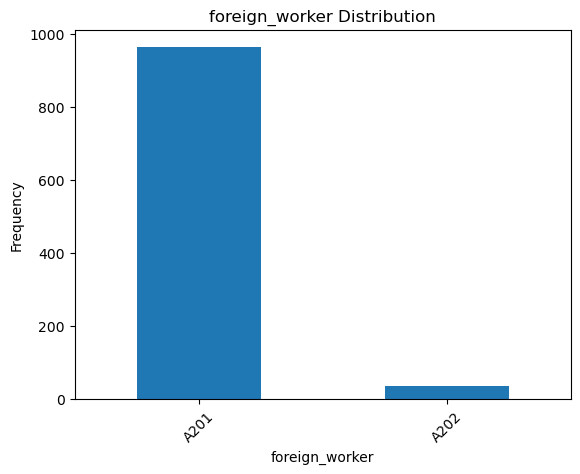 foreign_worker Distribution
1000
800
600
400
200
0
Frequency
A201
A202
foreign_worker